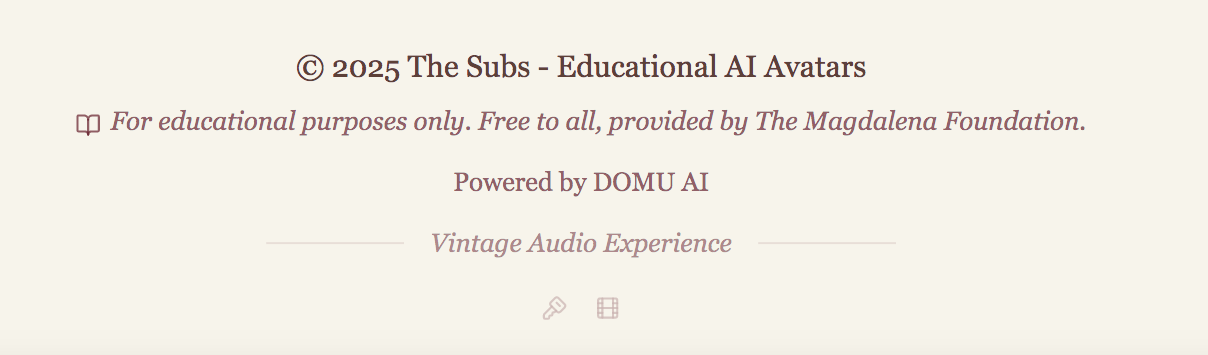 © 2025 The Subs - Educational AI Avatars
For educational purposes only. Free to all, provided by The Magdalena Foundation.
Powered by DOMU AI
Vintage Audio Experience